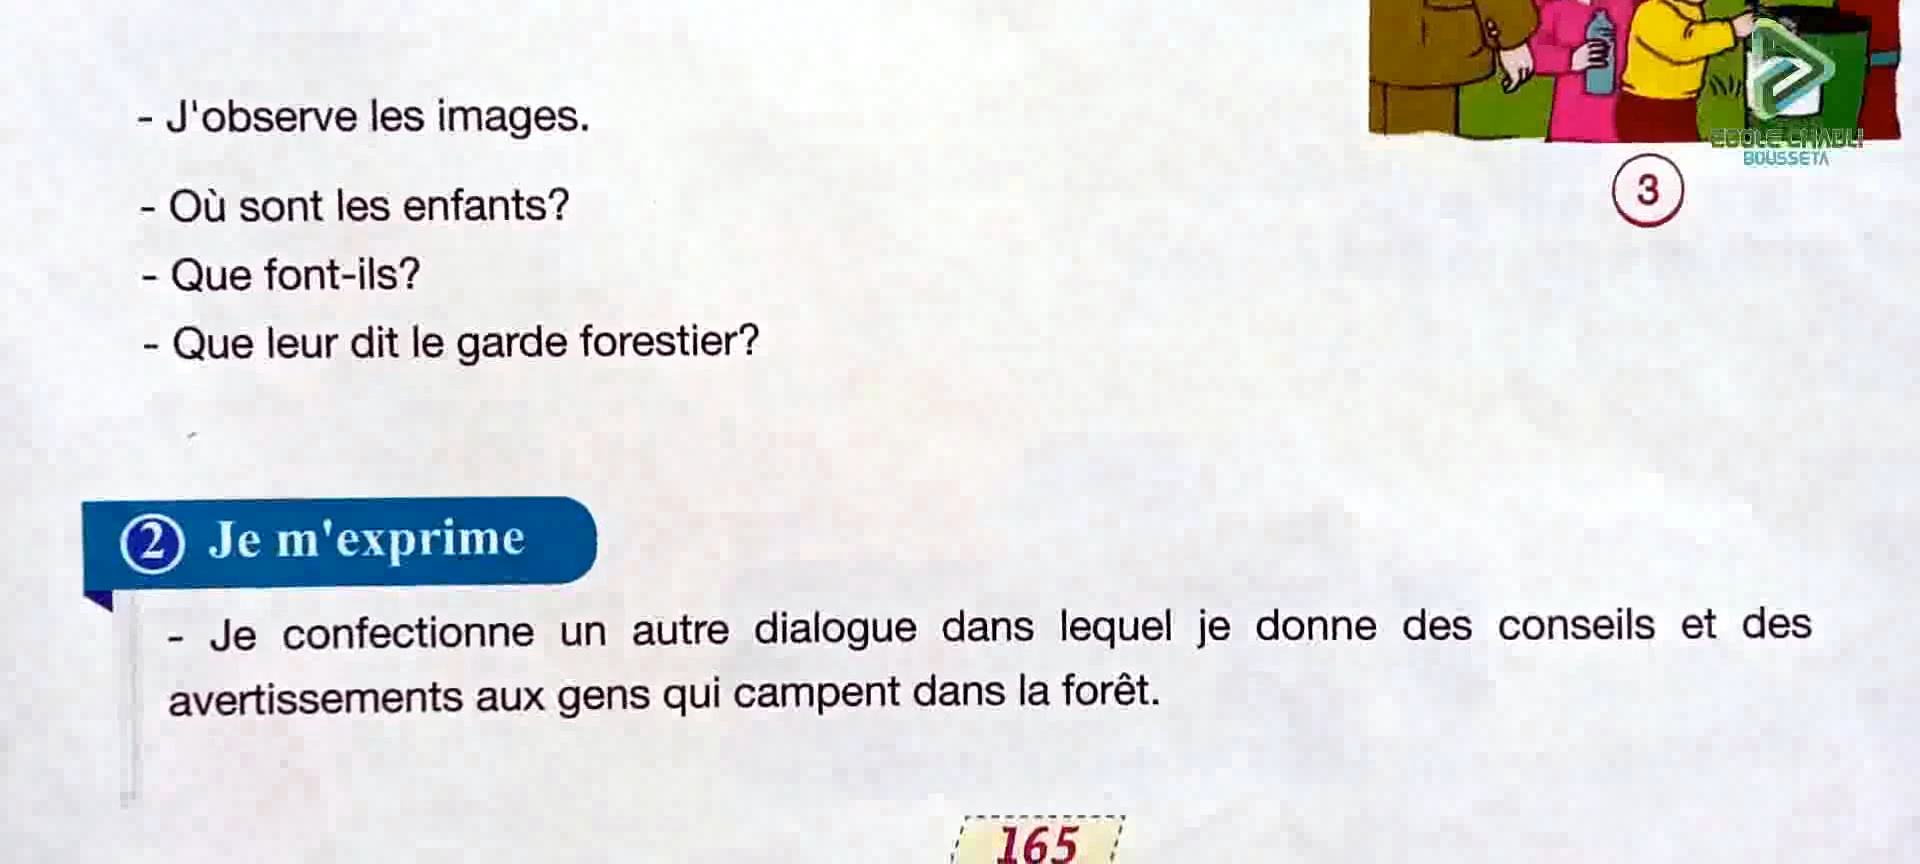 - J'observe les images.
ECOLE CHABLI
BOUSSETA
3
- Où sont les enfants?
- Que font-ils?
- Que leur dit le garde forestier?
2 Je m'exprime
- Je confectionne un autre dialogue dans lequel je donne des conseils et des
avertissements aux gens qui campent dans la forêt.
165